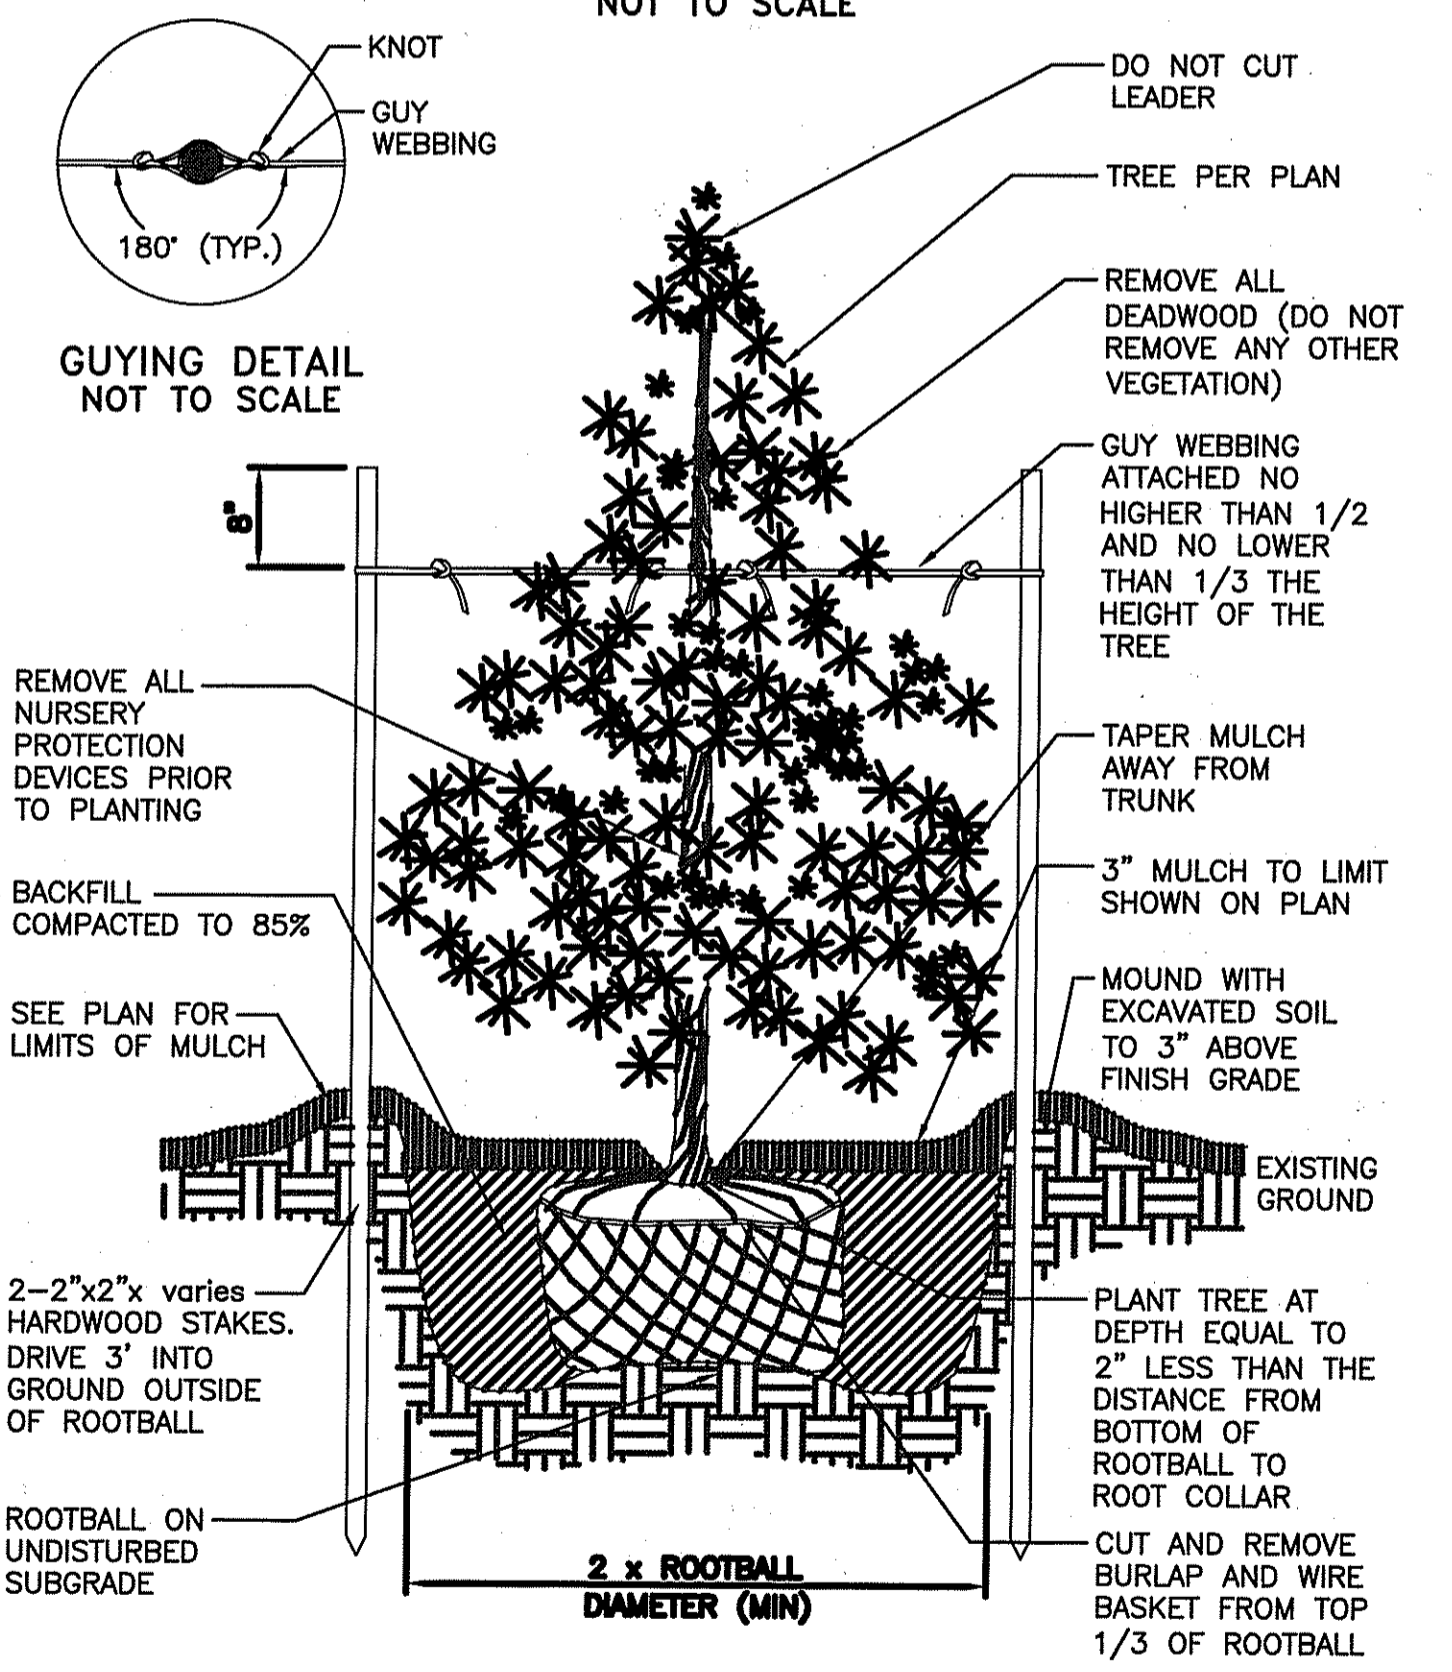 NOT TO SCALE
KNOT
GUY
WEBBING
180° (TYP.)
GUYING DETAIL
NOT TO SCALE
8"
DO NOT CUT
LEADER
TREE PER PLAN
REMOVE ALL
DEADWOOD (DO NOT
REMOVE ANY OTHER
VEGETATION)
GUY WEBBING
ATTACHED NO
HIGHER THAN 1/2
AND NO LOWER
THAN 1/3 THE
HEIGHT OF THE
TREE
REMOVE ALL
NURSERY
PROTECTION
DEVICES PRIOR
TO PLANTING
TAPER MULCH
AWAY FROM
TRUNK
BACKFILL
COMPACTED TO 85%
3" MULCH TO LIMIT
SHOWN ON PLAN
SEE PLAN FOR
LIMITS OF MULCH
MOUND WITH
EXCAVATED SOIL
TO 3" ABOVE
FINISH GRADE
EXISTING
GROUND
2-2"x2"x varies
HARDWOOD STAKES.
DRIVE 3' INTO
GROUND OUTSIDE
OF ROOTBALL
PLANT TREE AT
DEPTH EQUAL TO
2" LESS THAN THE
DISTANCE FROM
BOTTOM OF
ROOTBALL TO
ROOT COLLAR
ROOTBALL ON
UNDISTURBED
SUBGRADE
2 x ROOTBALL
DIAMETER (MIN)
CUT AND REMOVE
BURLAP AND WIRE
BASKET FROM TOP
1/3 OF ROOTBALL